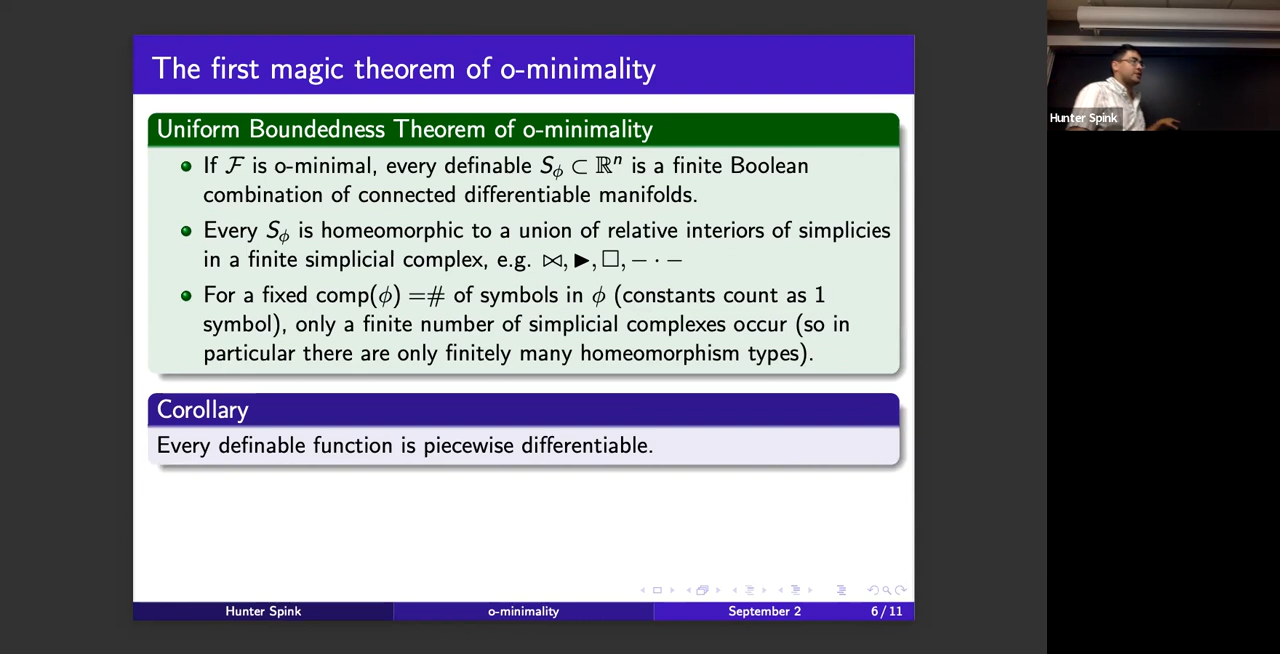 The first magic theorem of o-minimality
Hunter Spink
Uniform Boundedness Theorem of o-minimality
If 𝓕 is o-minimal, every definable S_ϕ ⊂ ℝⁿ is a finite Boolean
combination of connected differentiable manifolds.
Every S_ϕ is homeomorphic to a union of relative interiors of simplicies
in a finite simplicial complex, e.g. ⋈, ▶, □, − · −
For a fixed comp(ϕ) =# of symbols in ϕ (constants count as 1
symbol), only a finite number of simplicial complexes occur (so in
particular there are only finitely many homeomorphism types).
Corollary
Every definable function is piecewise differentiable.
Hunter Spink
o-minimality
September 2
6 / 11